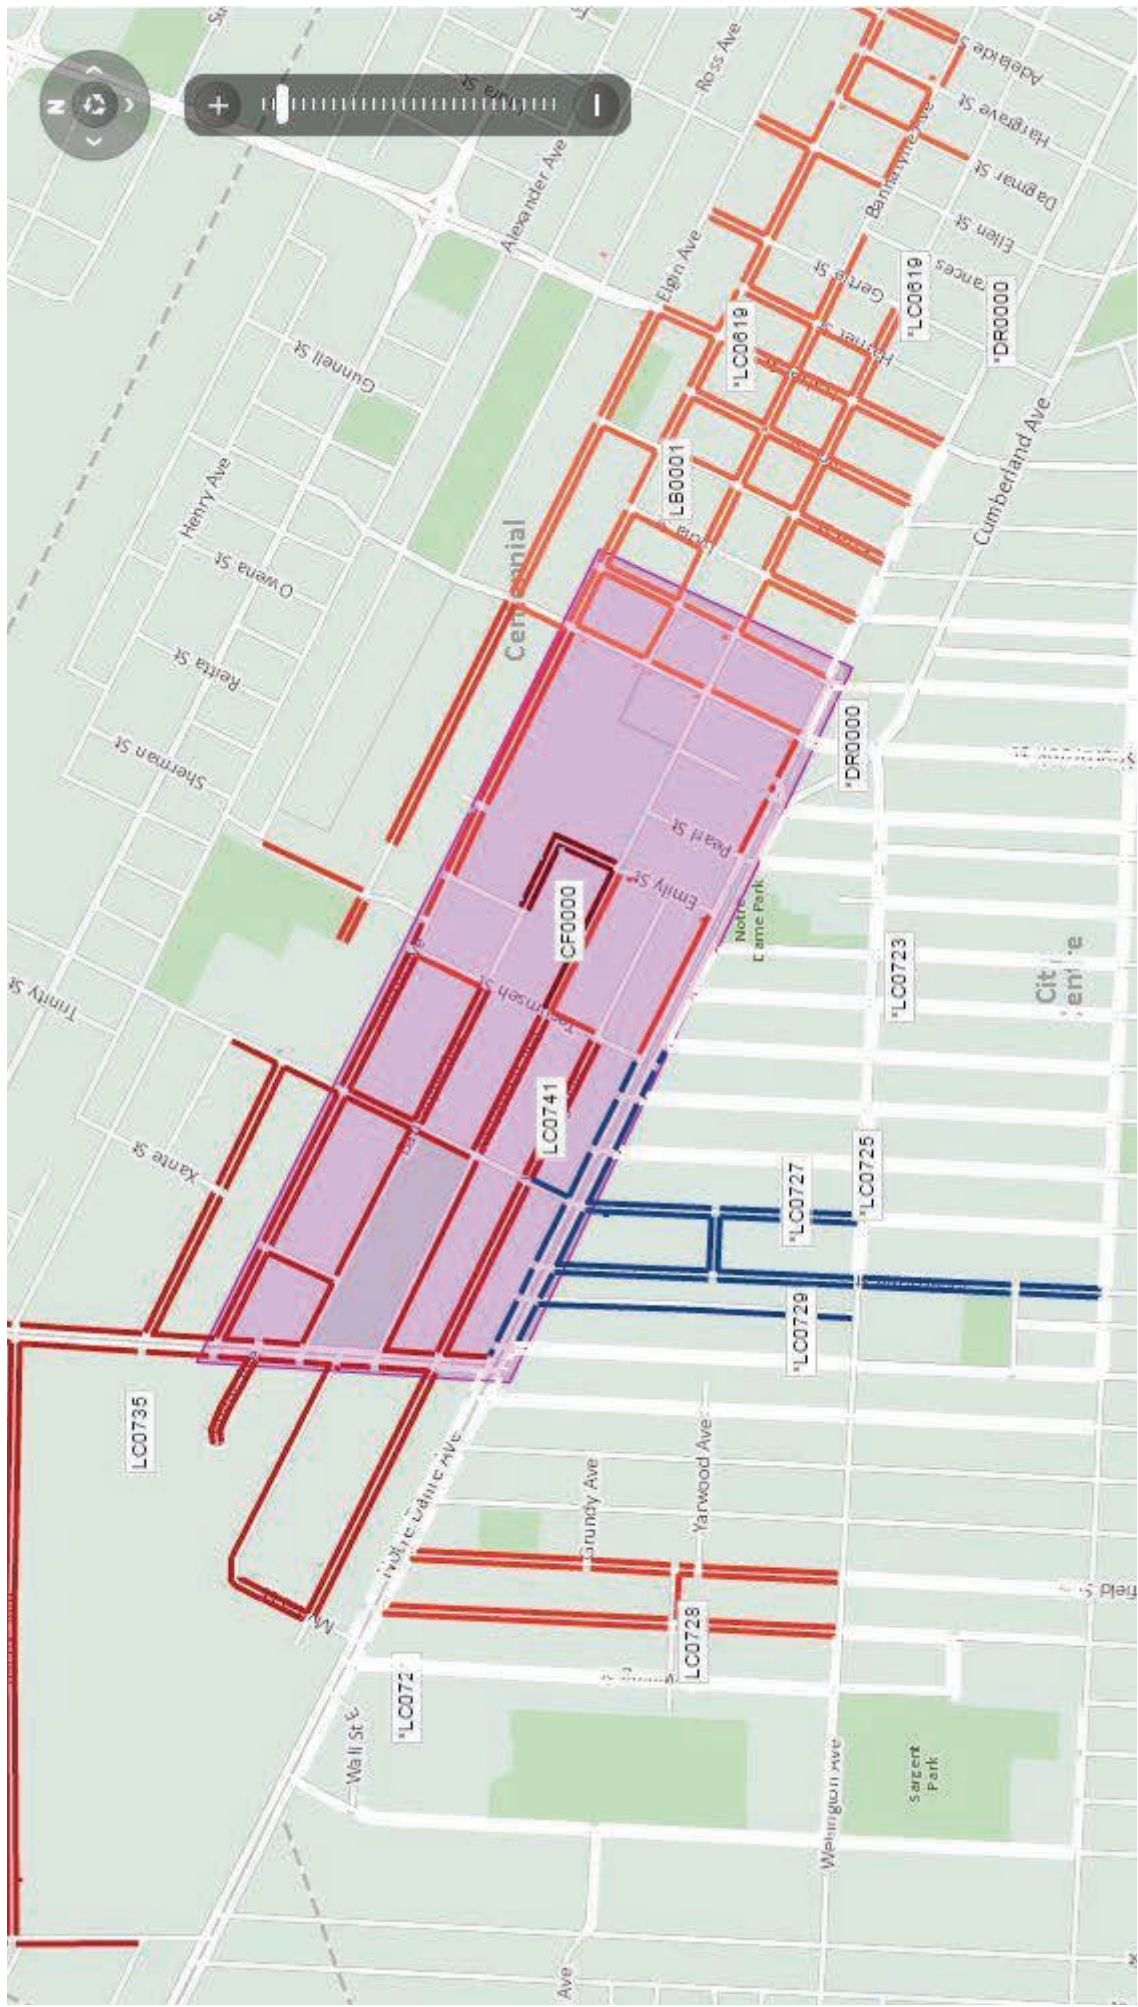 N
Ross Ave
Adelaide S
Hargrave St
Dagmar St
Ellen St
Bannatyne Ave
Alexander Ave
Elgin Ave
Gertie St
*LC0619
*DR0000
*LC0619
Gunnell St
Henry Ave
Cumberland Ave
LB0001
Owena St
Centennial
Reitta St
Sherman St
*DR0000
Pearl St
Emily St
CF0000
Notre
Dame Park
*LC0723
Tecumseh St
Trinity St
LC0741
Xante St
*LC0727
*LC0725
*LC0729
LC0735
Notre Dame Ave
Grundy Ave
Yarwood Ave
LC0728
*LC072
Wall St E
Wellington Ave
Sargent
Park
field S
Ave